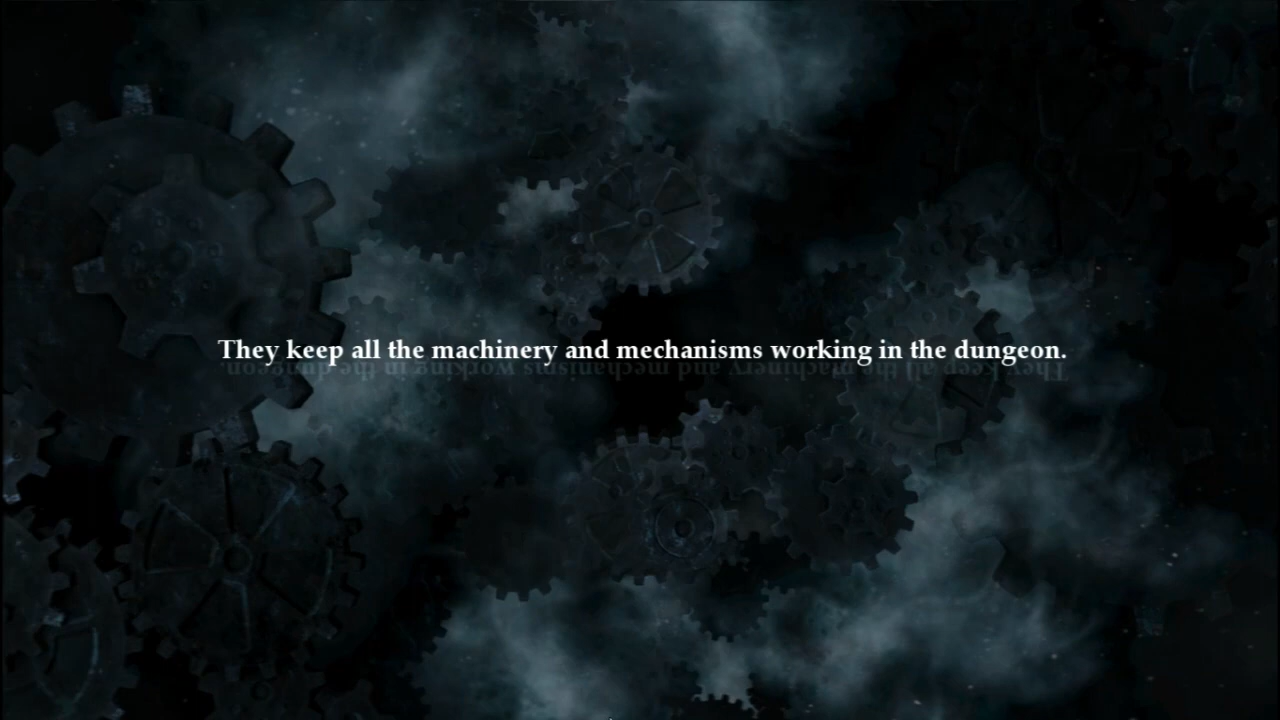 They keep all the machinery and mechanisms working in the dungeon.